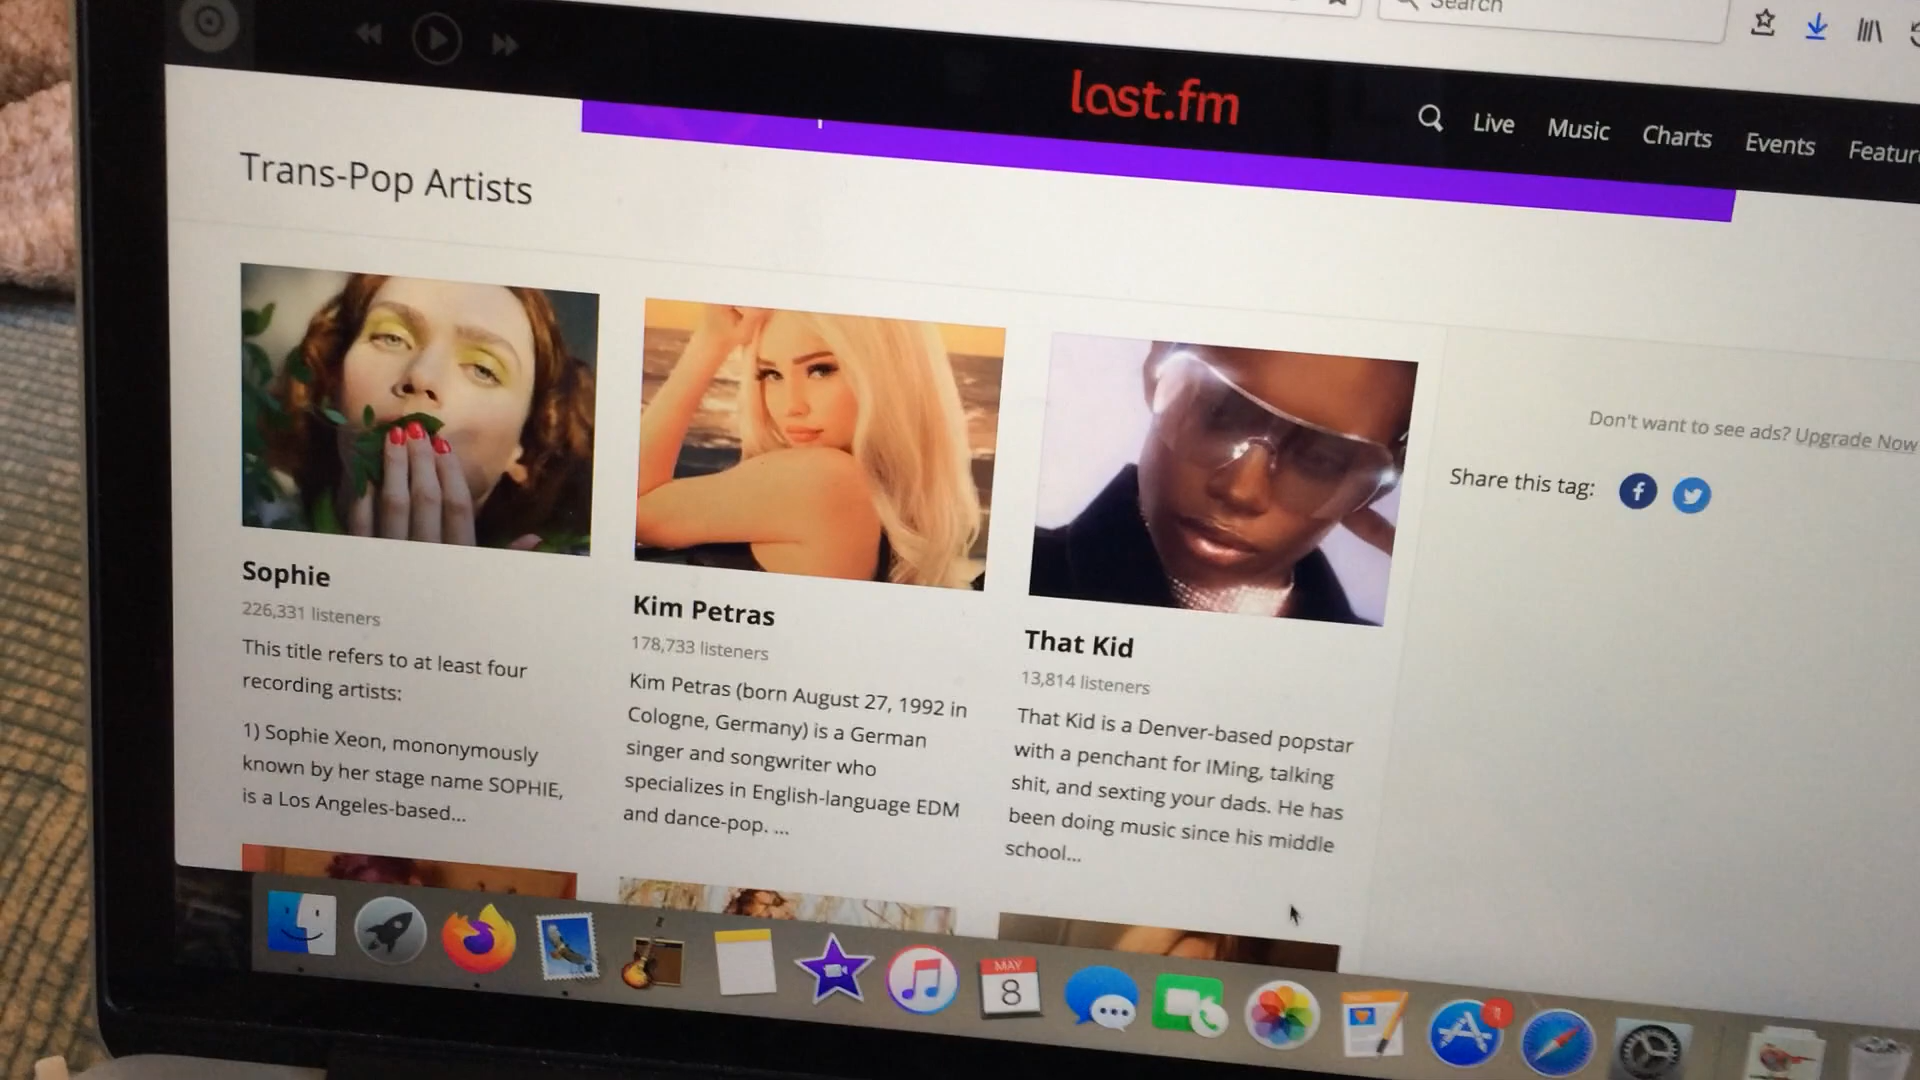 Search
last.fm
Live Music Charts Events Featur
Trans-Pop Artists
Don't want to see ads? Upgrade Now
Share this tag:
Sophie
226,331 listeners
This title refers to at least four
recording artists:
1) Sophie Xeon, mononymously
known by her stage name SOPHIE,
is a Los Angeles-based...
Kim Petras
178,733 listeners
Kim Petras (born August 27, 1992 in
Cologne, Germany) is a German
singer and songwriter who
specializes in English-language EDM
and dance-pop. ...
That Kid
13,814 listeners
That Kid is a Denver-based popstar
with a penchant for IMing, talking
shit, and sexting your dads. He has
been doing music since his middle
school...
MAY
8
1